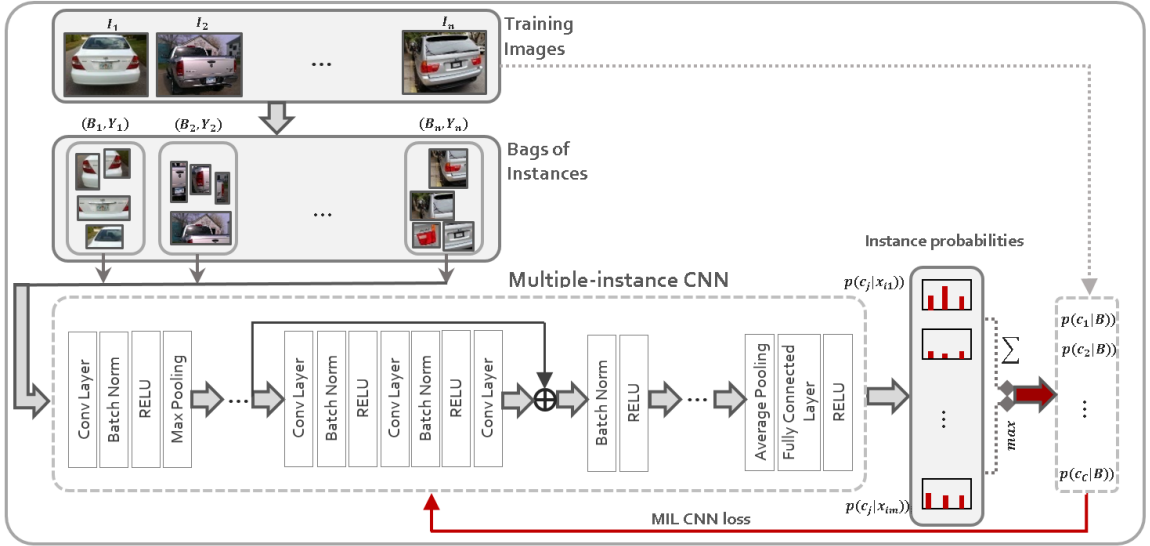 I₁
I₂
Iₙ
Training
Images
...
(B₁,Y₁)
(B₂,Y₂)
(Bₙ,Yₙ)
Bags of
Instances
...
Instance probabilities
Multiple-instance CNN
p(cⱼ|xᵢ₁))
Conv Layer
Batch Norm
RELU
Max Pooling
...
Conv Layer
Batch Norm
RELU
Conv Layer
Batch Norm
RELU
Conv Layer
⊕
Batch Norm
RELU
...
Average Pooling
Fully Connected
Layer
RELU
...
∑
max
p(c₁|B))
p(c₂|B))
...
p(c_C|B))
p(cⱼ|xᵢₘ))
MIL CNN loss